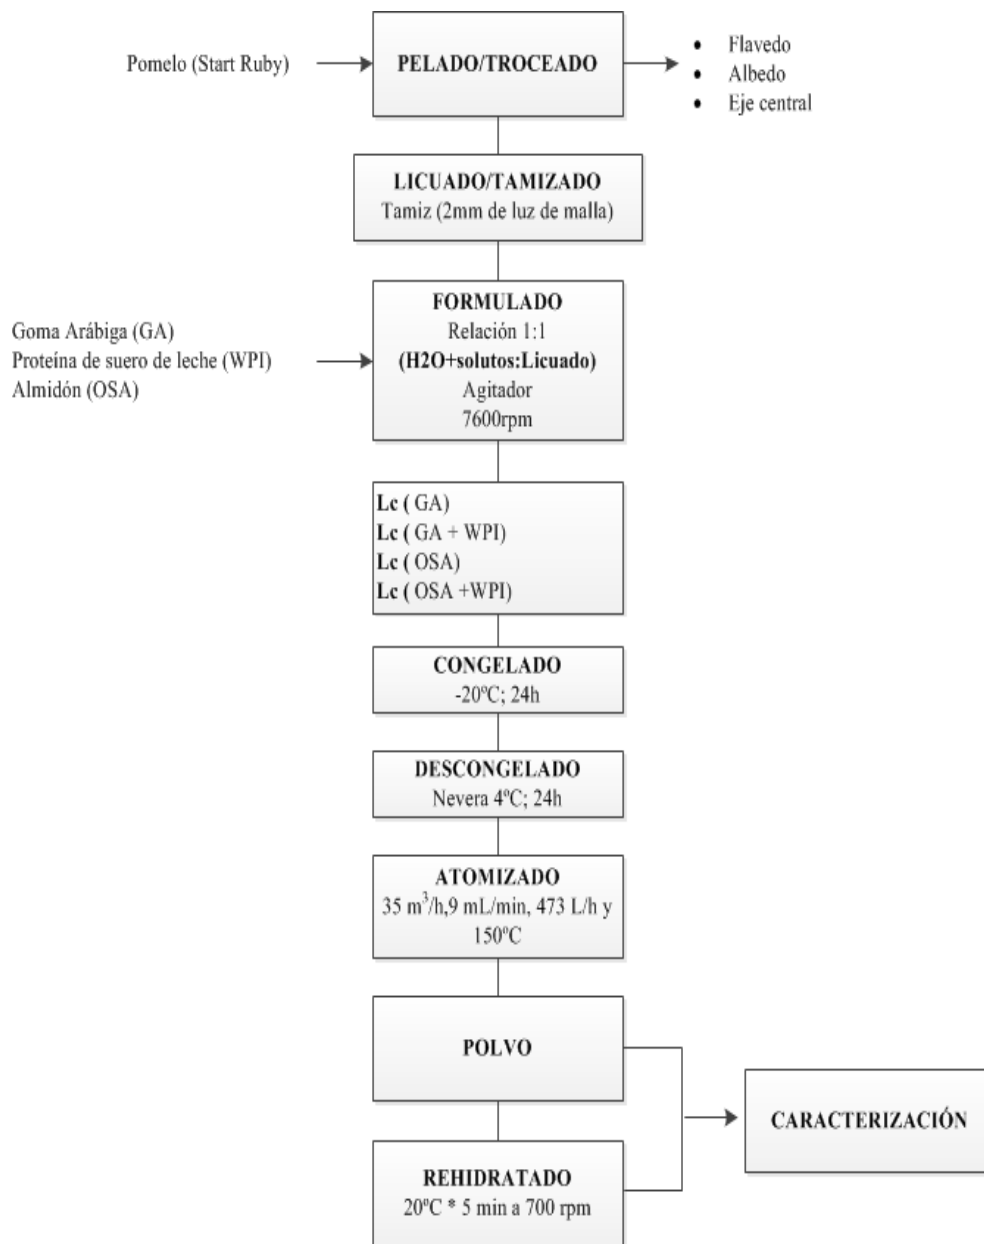 Pomelo (Start Ruby)
PELADO/TROCEADO
• Flavedo
• Albedo
• Eje central
LICUADO/TAMIZADO
Tamiz (2mm de luz de malla)
Goma Arábiga (GA)
Proteína de suero de leche (WPI)
Almidón (OSA)
FORMULADO
Relación 1:1
(H2O+solutos:Licuado)
Agitador
7600rpm
Lc ( GA)
Lc ( GA + WPI)
Lc ( OSA)
Lc ( OSA +WPI)
CONGELADO
-20ºC; 24h
DESCONGELADO
Nevera 4ºC; 24h
ATOMIZADO
35 m³/h,9 mL/min, 473 L/h y
150ºC
POLVO
CARACTERIZACIÓN
REHIDRATADO
20ºC * 5 min a 700 rpm